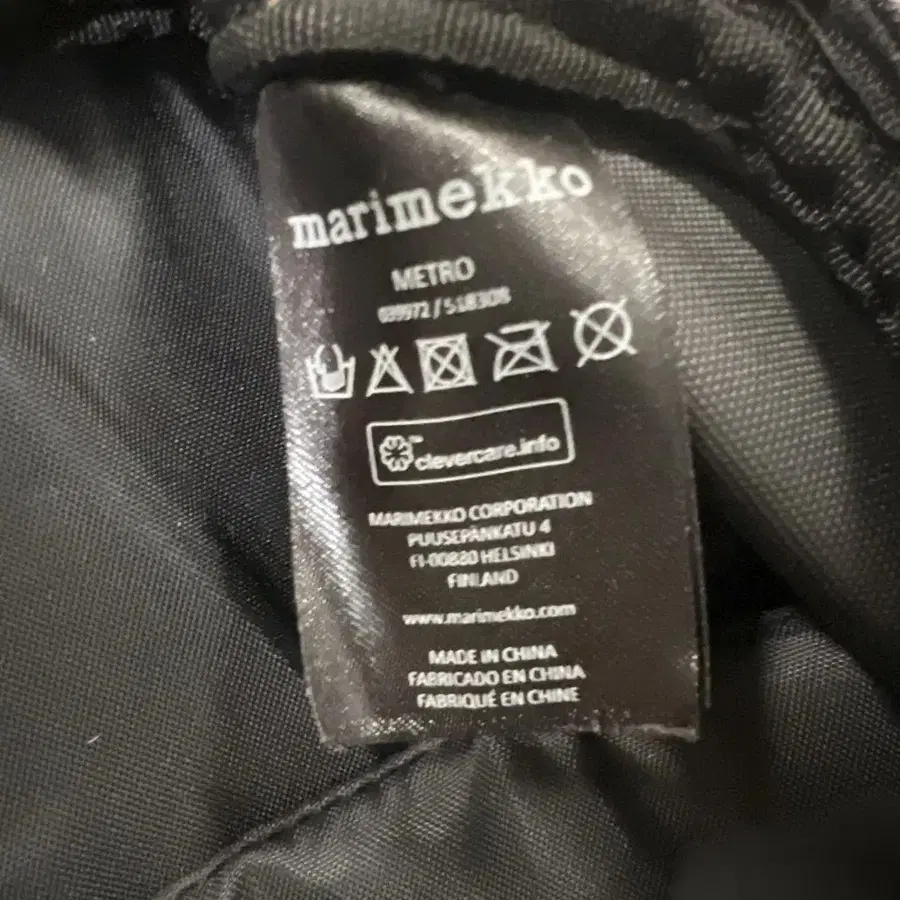 marimekko
METRO
clevercare.info
MARIMEKKO CORPORATION
PUUSEPÄNKATU 4
FI-00880 HELSINKI
FINLAND
www.marimekko.com
MADE IN CHINA
FABRICADO EN CHINA
FABRIQUÉ EN CHINE